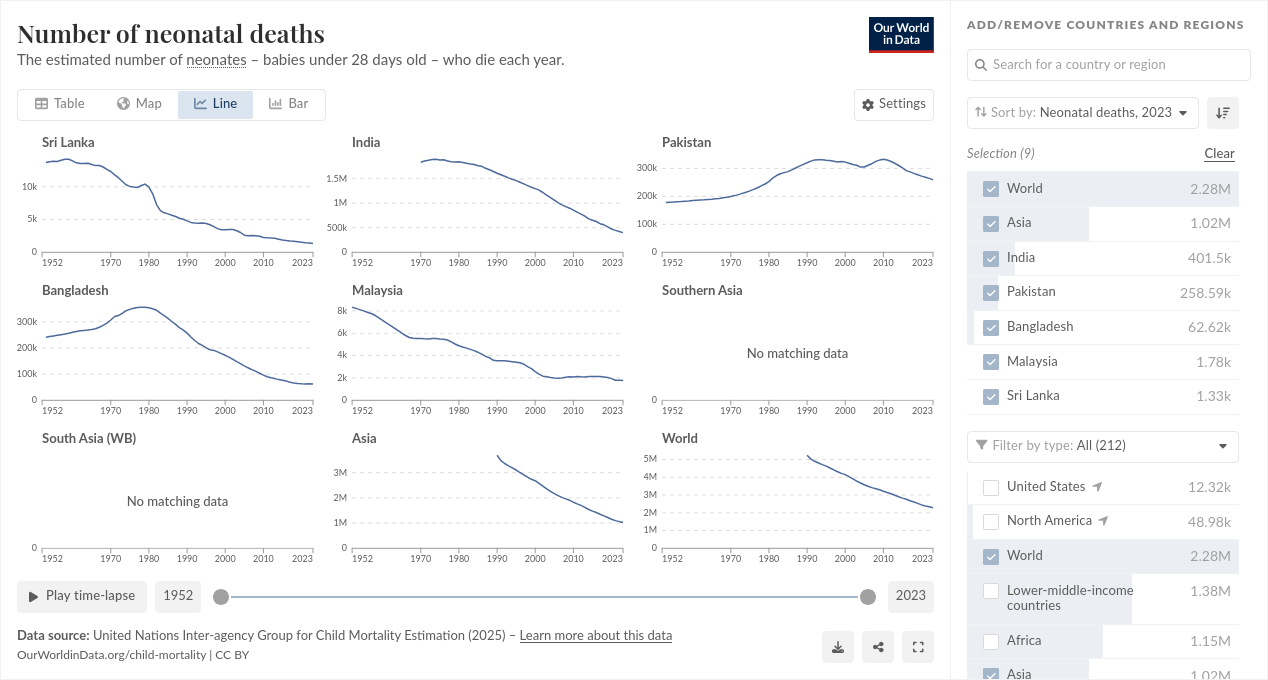 Number of neonatal deaths
The estimated number of neonates – babies under 28 days old – who die each year.
Our World
in Data
Table
Map
Line
Bar
Settings
Sri Lanka
10k
5k
0
1952
1970
1980
1990
2000
2010
2023
India
1.5M
1M
500k
0
1952
1970
1980
1990
2000
2010
2023
Pakistan
300k
200k
100k
0
1952
1970
1980
1990
2000
2010
2023
Bangladesh
300k
200k
100k
0
1952
1970
1980
1990
2000
2010
2023
Malaysia
8k
6k
4k
2k
0
1952
1970
1980
1990
2000
2010
2023
Southern Asia
No matching data
0
1952
1970
1980
1990
2000
2010
2023
South Asia (WB)
No matching data
0
1952
1970
1980
1990
2000
2010
2023
Asia
3M
2M
1M
0
1952
1970
1980
1990
2000
2010
2023
World
5M
4M
3M
2M
1M
0
1952
1970
1980
1990
2000
2010
2023
Play time-lapse
1952
2023
Data source: United Nations Inter-agency Group for Child Mortality Estimation (2025) – Learn more about this data
OurWorldinData.org/child-mortality | CC BY
ADD/REMOVE COUNTRIES AND REGIONS
Search for a country or region
Sort by: Neonatal deaths, 2023
Selection (9)
Clear
World 2.28M
Asia 1.02M
India 401.5k
Pakistan 258.59k
Bangladesh 62.62k
Malaysia 1.78k
Sri Lanka 1.33k
Filter by type: All (212)
United States 12.32k
North America 48.98k
World 2.28M
Lower-middle-income 1.38M
countries
Africa 1.15M
Asia 1.02M